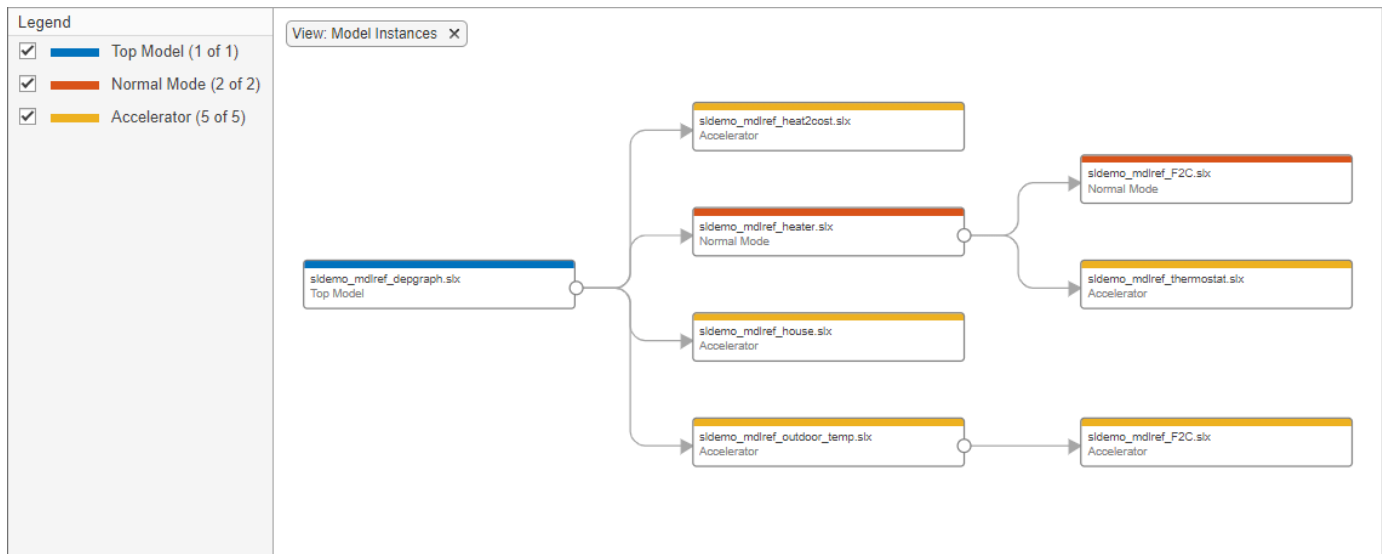 Legend
Top Model (1 of 1)
Normal Mode (2 of 2)
Accelerator (5 of 5)
View: Model Instances ×
sldemo_mdlref_depgraph.slx
Top Model
sldemo_mdlref_heat2cost.slx
Accelerator
sldemo_mdlref_heater.slx
Normal Mode
sldemo_mdlref_house.slx
Accelerator
sldemo_mdlref_outdoor_temp.slx
Accelerator
sldemo_mdlref_F2C.slx
Normal Mode
sldemo_mdlref_thermostat.slx
Accelerator
sldemo_mdlref_F2C.slx
Accelerator